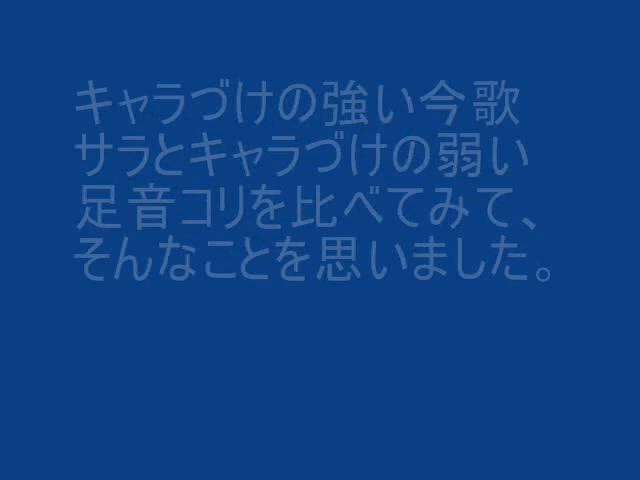 キャラづけの強い今歌
サラとキャラづけの弱い
足音コリを比べてみて、
そんなことを思いました。